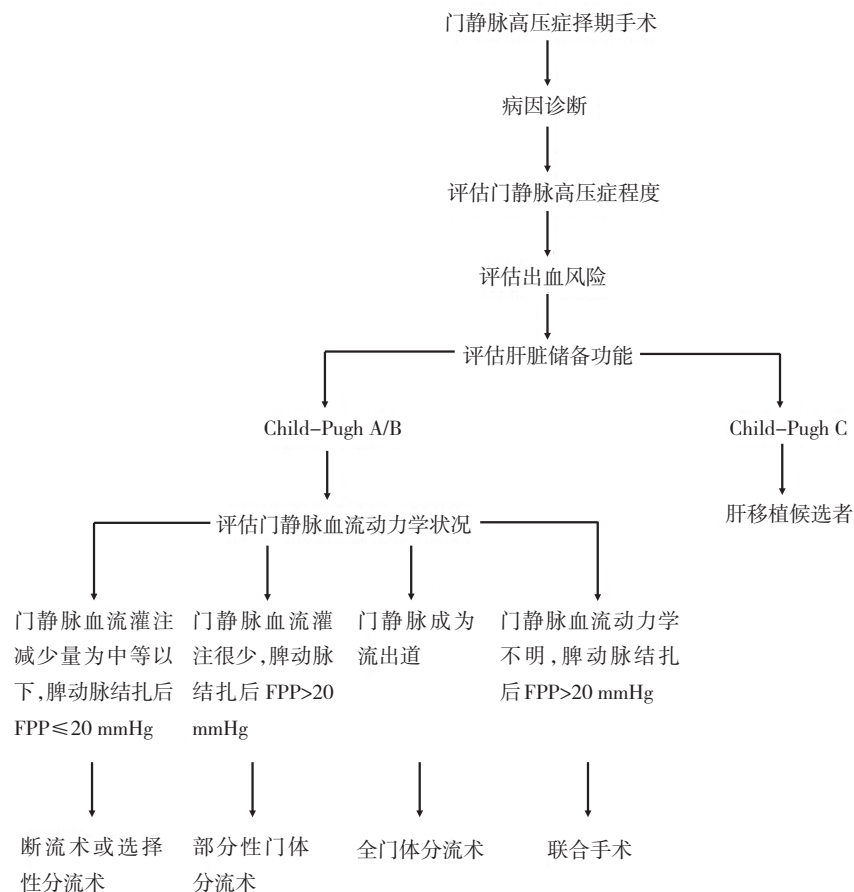 门静脉高压症择期手术
病因诊断
评估门静脉高压症程度
评估出血风险
评估肝脏储备功能
Child–Pugh A/B
Child–Pugh C
评估门静脉血流动力学状况
肝移植候选者
门静脉血流灌注
减少量为中等以
下,脾动脉结扎后
FPP≤20 mmHg
门静脉血流灌
注很少,脾动脉
结扎后 FPP>20
mmHg
门静脉成为
流出道
门静脉血流动力学
不明,脾动脉结扎
后 FPP>20 mmHg
断流术或选择
性分流术
部分性门体
分流术
全门体分流术
联合手术